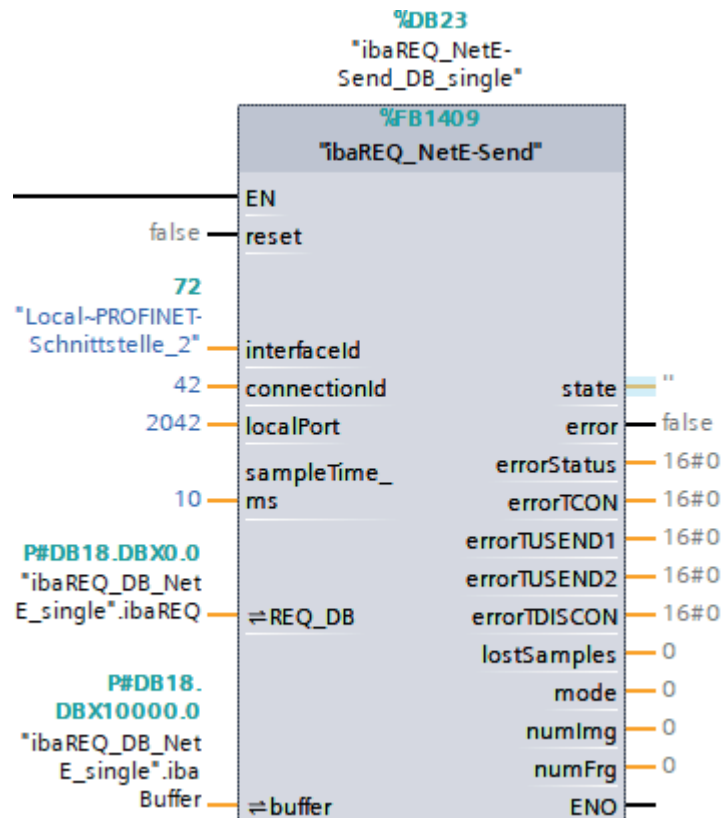 %DB23
"ibaREQ_NetE-
Send_DB_single"
%FB1409
"ibaREQ_NetE-Send"
EN
false
reset
72
"Local~PROFINET-
Schnittstelle_2"
interfaceId
42
connectionId
state
''
2042
localPort
error
false
sampleTime_
ms
10
errorStatus
16#0
errorTCON
16#0
errorTUSEND1
16#0
P#DB18.DBX0.0
"ibaREQ_DB_Net
E_single".ibaREQ
⇌REQ_DB
errorTUSEND2
16#0
errorTDISCON
16#0
lostSamples
0
P#DB18.
DBX10000.0
"ibaREQ_DB_Net
E_single".iba
Buffer
⇌buffer
mode
0
numImg
0
numFrg
0
ENO